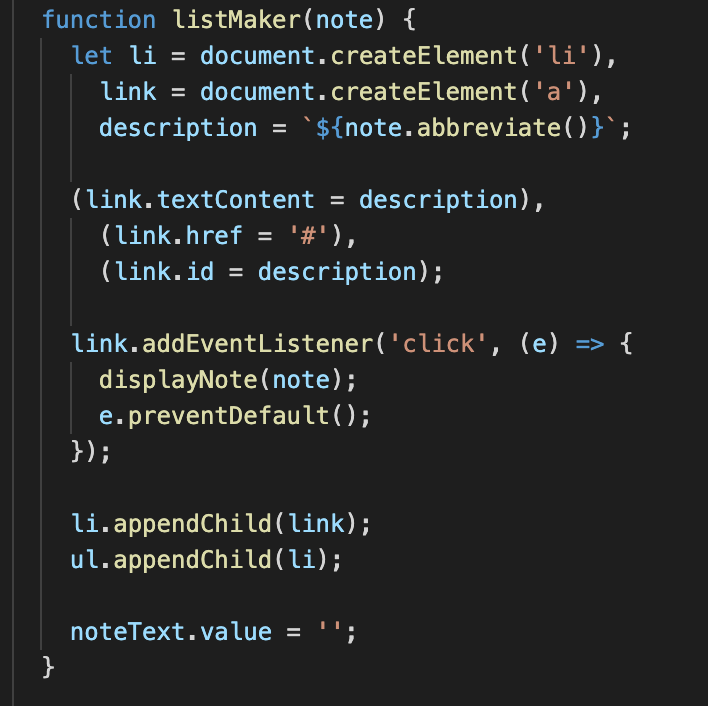 function listMaker(note) {
let li = document.createElement('li'),
link = document.createElement('a'),
description = `${note.abbreviate()}`;
(link.textContent = description),
(link.href = '#'),
(link.id = description);
link.addEventListener('click', (e) => {
displayNote(note);
e.preventDefault();
});
li.appendChild(link);
ul.appendChild(li);
noteText.value = '';
}